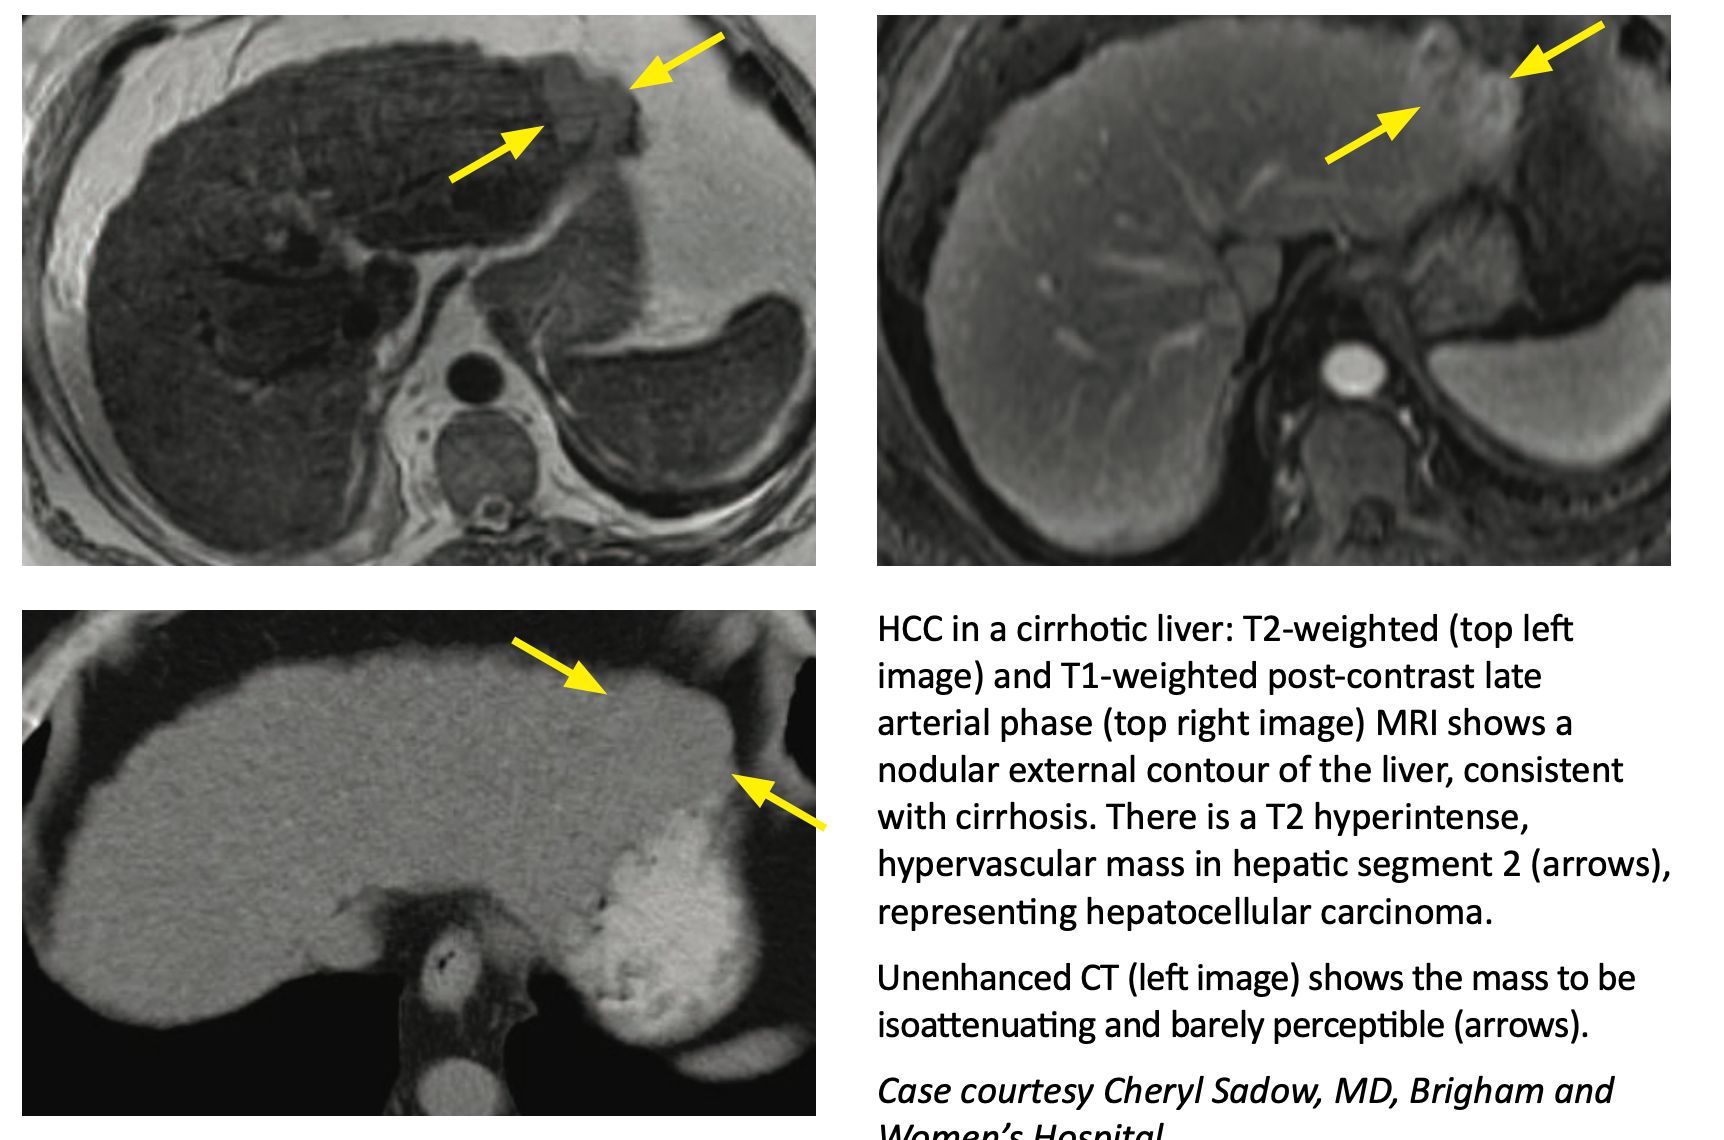 HCC in a cirrhotic liver: T2-weighted (top left
image) and T1-weighted post-contrast late
arterial phase (top right image) MRI shows a
nodular external contour of the liver, consistent
with cirrhosis. There is a T2 hyperintense,
hypervascular mass in hepatic segment 2 (arrows),
representing hepatocellular carcinoma.
Unenhanced CT (left image) shows the mass to be
isoattenuating and barely perceptible (arrows).
Case courtesy Cheryl Sadow, MD, Brigham and
Women’s Hospital